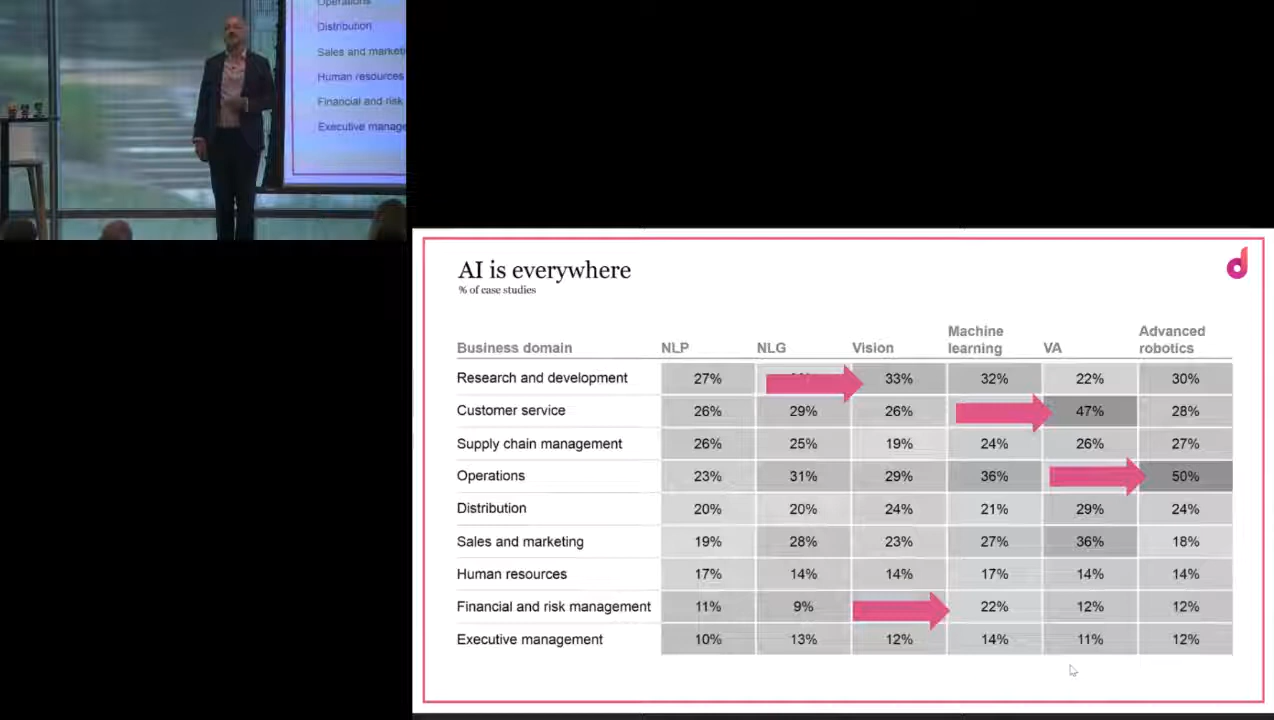 Operations
Distribution
Sales and marketi
Human resources
Financial and risk
Executive manage
AI is everywhere
% of case studies
Business domain NLP NLG Vision Machine learning VA Advanced robotics
Research and development 27% 33% 32% 22% 30%
Customer service 26% 29% 26% 47% 28%
Supply chain management 26% 25% 19% 24% 26% 27%
Operations 23% 31% 29% 36% 50%
Distribution 20% 20% 24% 21% 29% 24%
Sales and marketing 19% 28% 23% 27% 36% 18%
Human resources 17% 14% 14% 17% 14% 14%
Financial and risk management 11% 9% 22% 12% 12%
Executive management 10% 13% 12% 14% 11% 12%